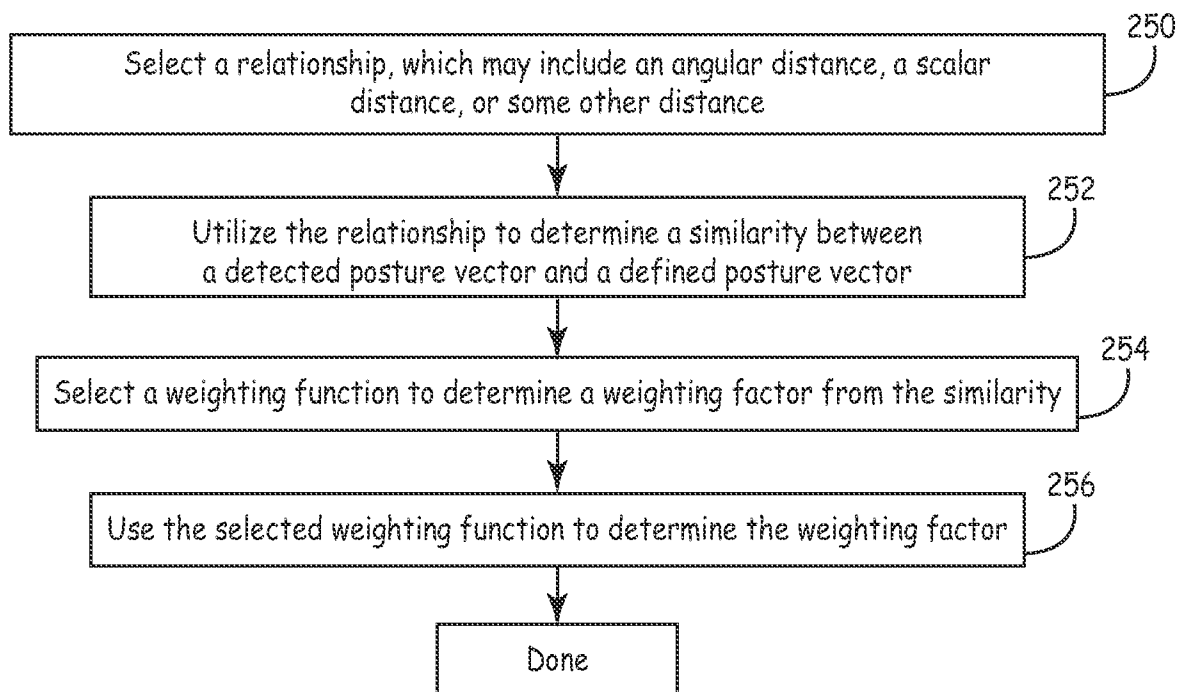 250
Select a relationship, which may include an angular distance, a scalar
distance, or some other distance
252
Utilize the relationship to determine a similarity between
a detected posture vector and a defined posture vector
254
Select a weighting function to determine a weighting factor from the similarity
256
Use the selected weighting function to determine the weighting factor
Done